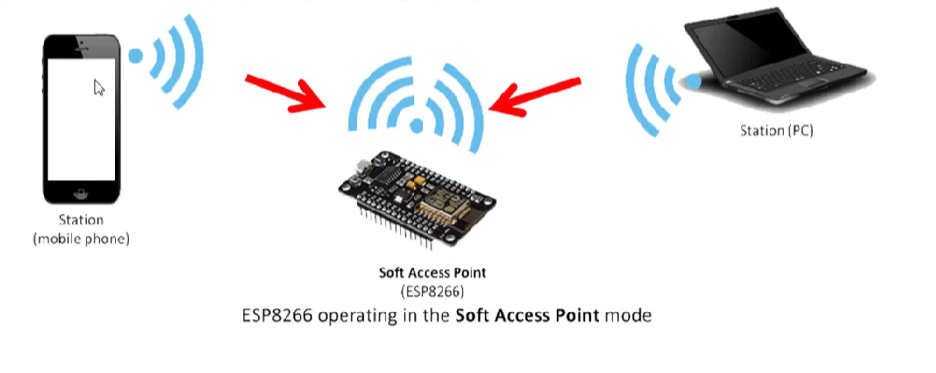 Station (PC)
Station
(mobile phone)
Soft Access Point
(ESP8266)
ESP8266 operating in the Soft Access Point mode